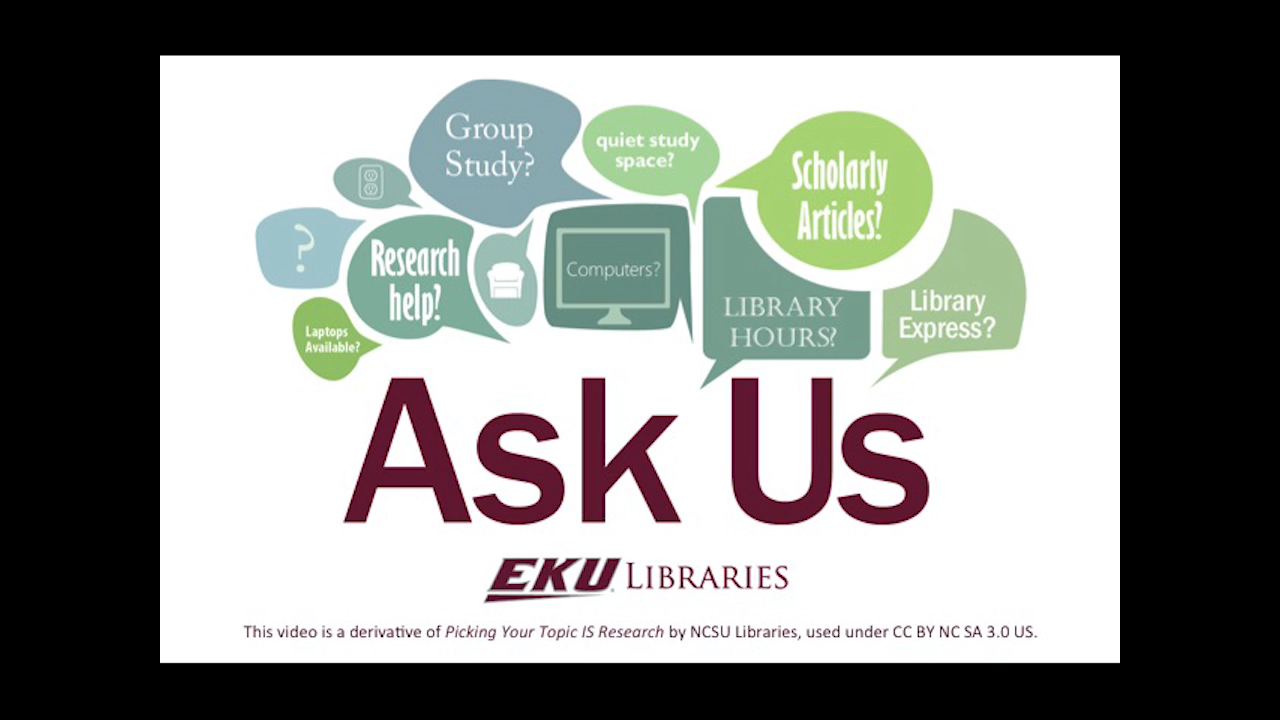 Group
Study?
quiet study
space?
Scholarly
Articles?
?
Research
help?
Computers?
LIBRARY
HOURS?
Library
Express?
Laptops
Available?
Ask Us
EKU LIBRARIES
This video is a derivative of Picking Your Topic IS Research by NCSU Libraries, used under CC BY NC SA 3.0 US.